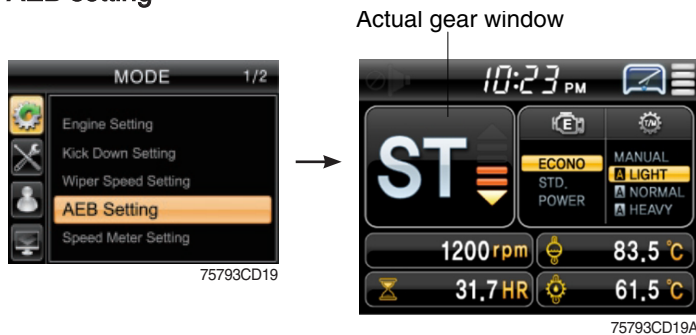 AEB setting
Actual gear window
MODE 1/2
Engine Setting
Kick Down Setting
Wiper Speed Setting
AEB Setting
Speed Meter Setting
75793CD19
10:23 PM
ST
E
T/M
ECONO
STD.
POWER
MANUAL
A LIGHT
A NORMAL
A HEAVY
1200 rpm
83.5 ℃
31.7 HR
61.5 ℃
75793CD19A